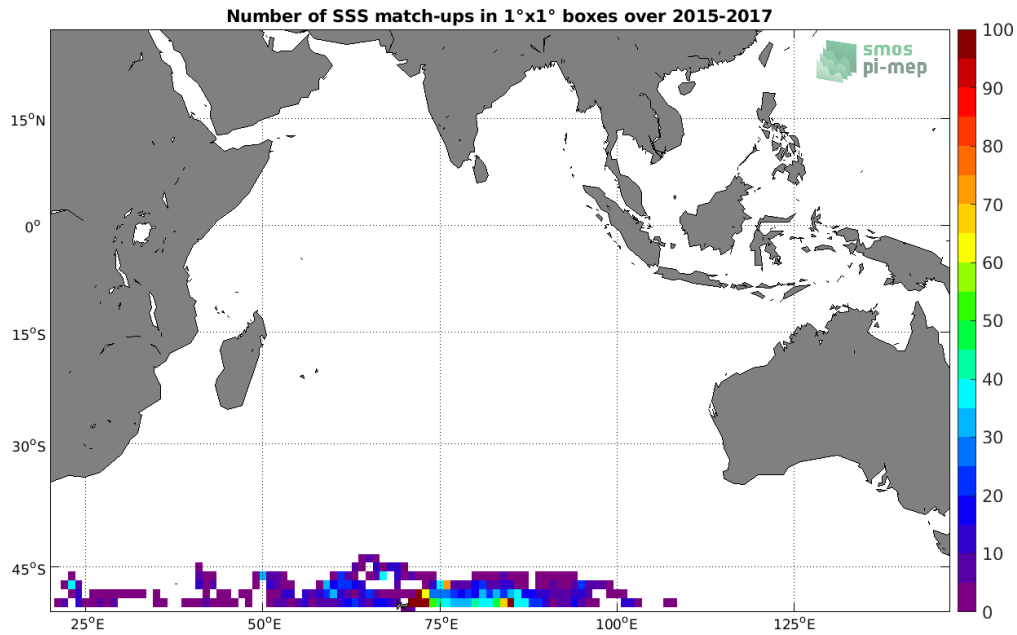 Number of SSS match-ups in 1°x1° boxes over 2015-2017
smos
pi-mep
100
90
80
70
60
50
40
30
20
10
0
15°N
0°
15°S
30°S
45°S
25°E
50°E
75°E
100°E
125°E